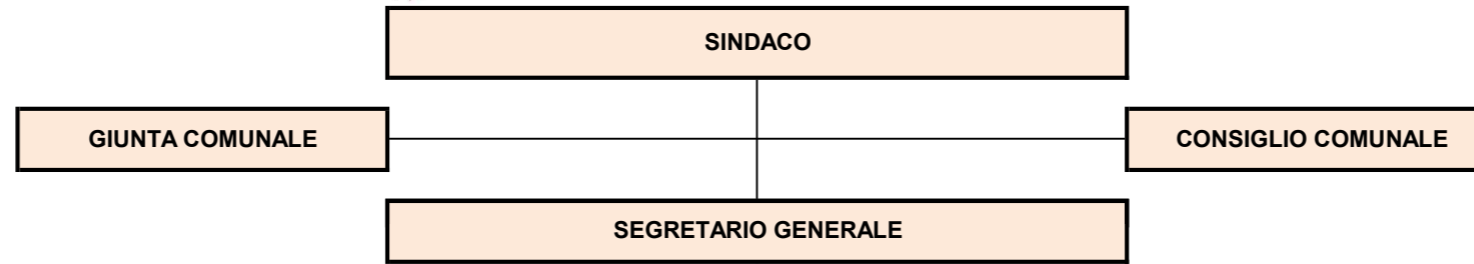 SINDACO
GIUNTA COMUNALE
CONSIGLIO COMUNALE
SEGRETARIO GENERALE